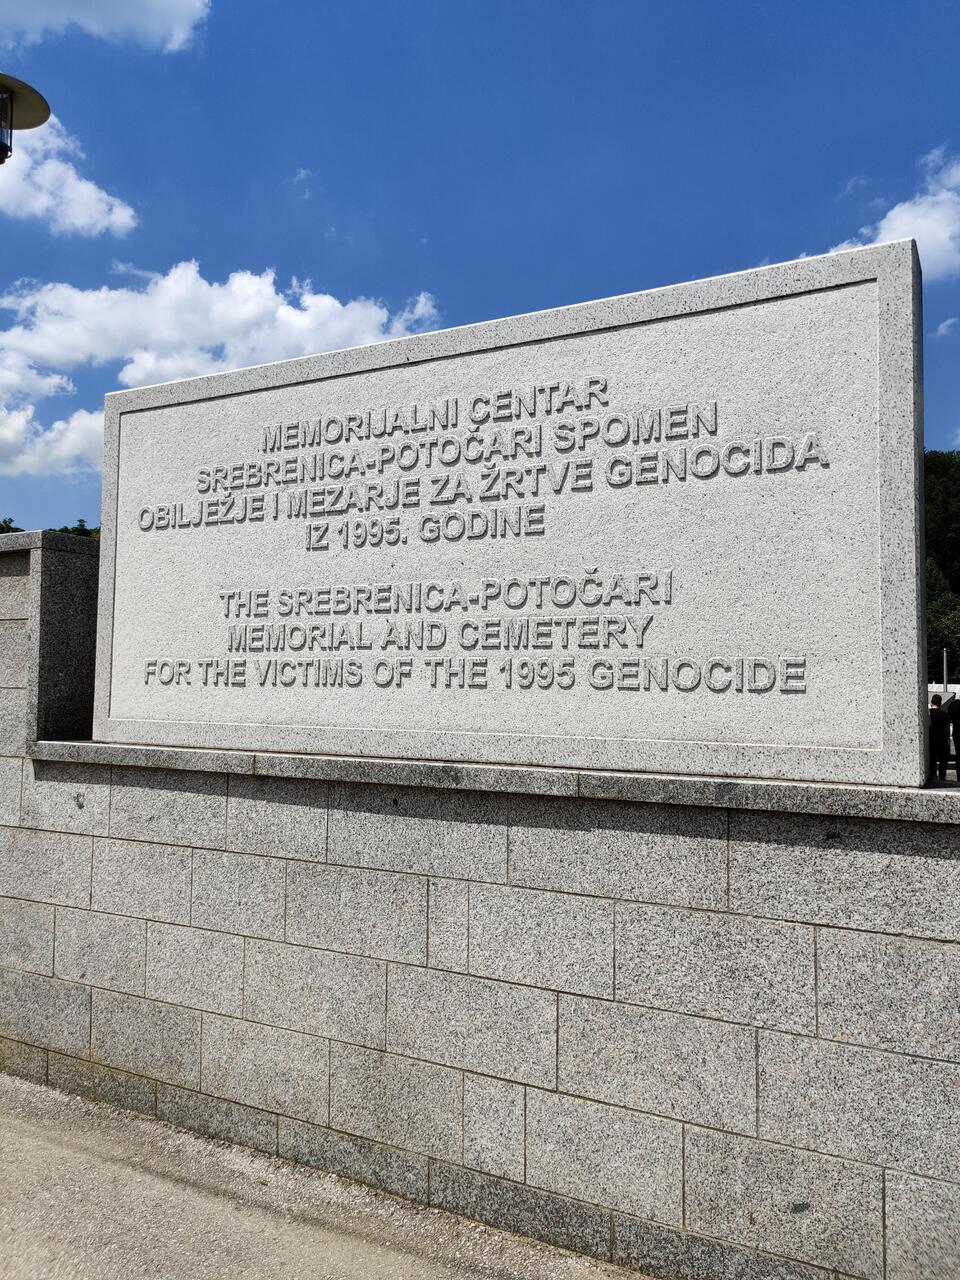 MEMORIJALNI CENTAR
SREBRENICA-POTOČARI SPOMEN
OBILJEŽJE I MEZARJE ZA ŽRTVE GENOCIDA
IZ 1995. GODINE
THE SREBRENICA-POTOČARI
MEMORIAL AND CEMETERY
FOR THE VICTIMS OF THE 1995 GENOCIDE